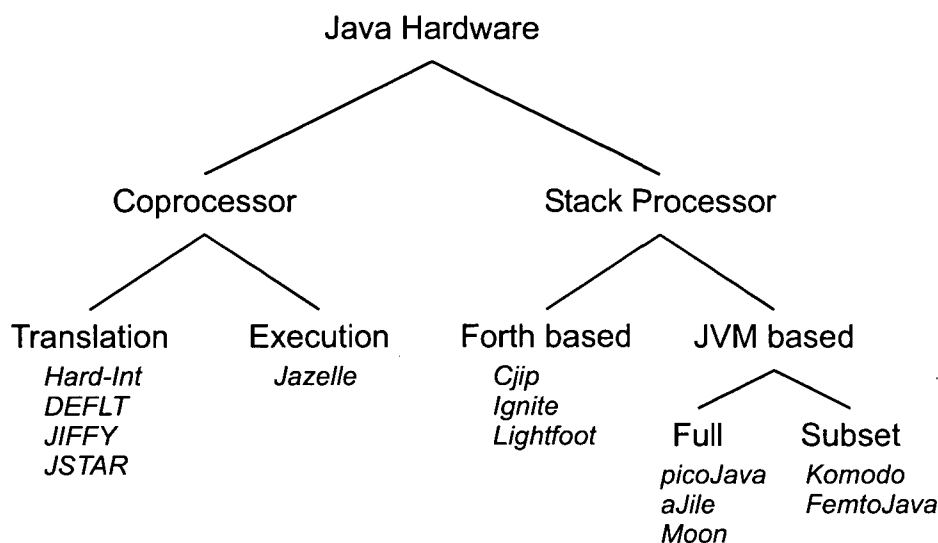 Java Hardware
Coprocessor
Stack Processor
Translation
Hard-Int
DEFLT
JIFFY
JSTAR
Execution
Jazelle
Forth based
Cjip
Ignite
Lightfoot
JVM based
Full
picoJava
aJile
Moon
Subset
Komodo
FemtoJava